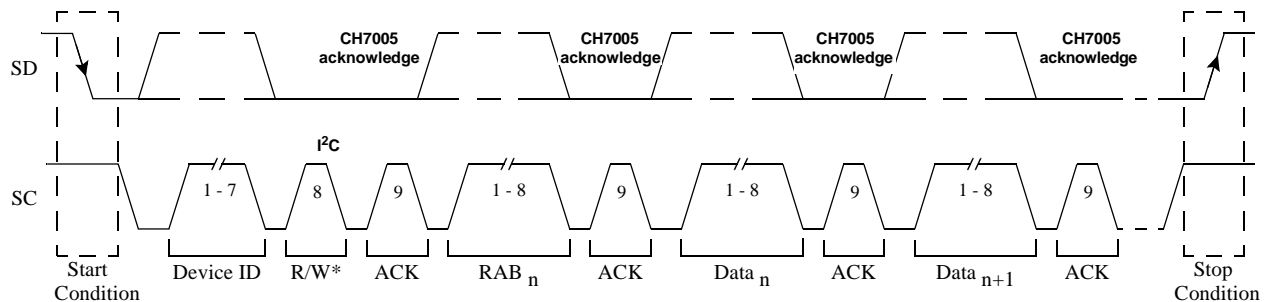 CH7005 acknowledge
CH7005 acknowledge
CH7005 acknowledge
CH7005 acknowledge
SD
I²C
SC
1 - 7
8
9
1 - 8
9
1 - 8
9
1 - 8
9
Start Condition
Device ID
R/W*
ACK
RAB n
ACK
Data n
ACK
Data n+1
ACK
Stop Condition